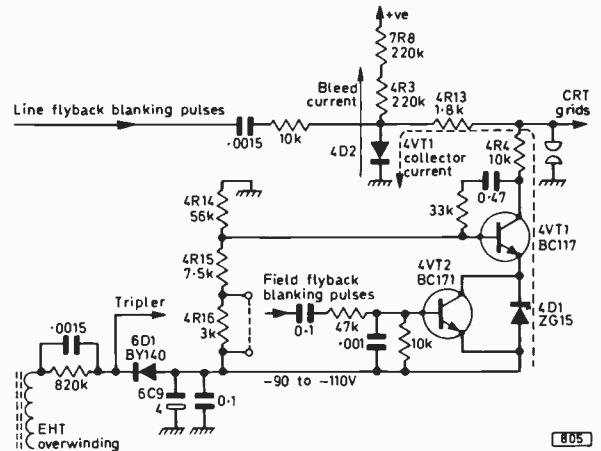 +ve
7R8
220k
Bleed
current
4R3
220k
4R13
1·8k
CRT
grids
Line flyback blanking pulses
·0015
10k
4D2
4VT1
collector
current
4R4
10k
0·47
33k
4R14
56k
4VT1
BC117
4R15
7.5k
Field flyback
blanking pulses
4VT2
BC171
Tripler
4R16
3k
0·1
47k
·001
10k
4D1
ZG15
·0015
6D1
BY140
820k
6C9
4
0·1
-90 to -110V
EHT
overwinding
805